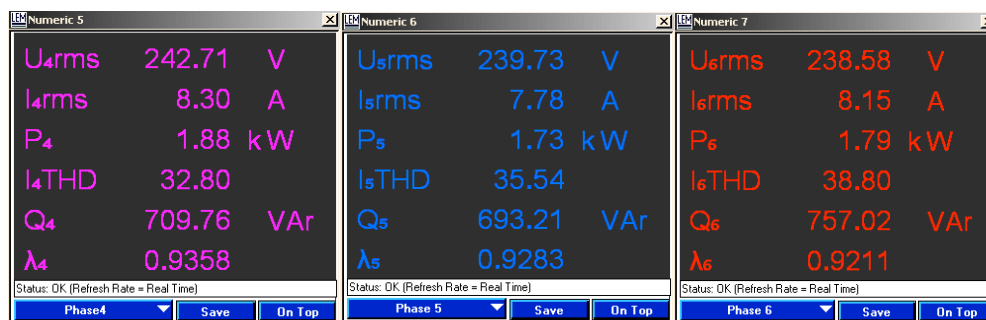 LEM Numeric 5
U4rms 242.71 V
I4rms 8.30 A
P4 1.88 kW
I4THD 32.80
Q4 709.76 VAr
λ4 0.9358
Status: OK (Refresh Rate = Real Time)
Phase4 Save On Top
LEM Numeric 6
U5rms 239.73 V
I5rms 7.78 A
P5 1.73 kW
I5THD 35.54
Q5 693.21 VAr
λ5 0.9283
Status: OK (Refresh Rate = Real Time)
Phase 5 Save On Top
LEM Numeric 7
U6rms 238.58 V
I6rms 8.15 A
P6 1.79 kW
I6THD 38.80
Q6 757.02 VAr
λ6 0.9211
Status: OK (Refresh Rate = Real Time)
Phase 6 Save On Top